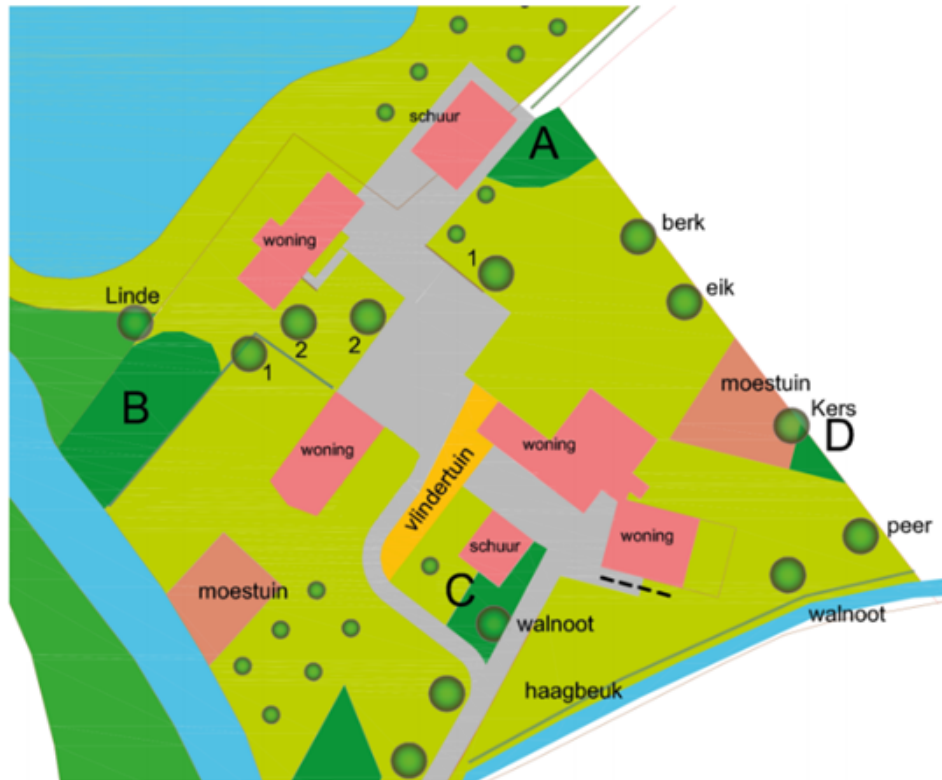 schuur
A
berk
woning
1
eik
Linde
2
2
1
moestuin
Kers
B
D
woning
woning
vlindertuin
peer
schuur
woning
moestuin
C
walnoot
walnoot
haagbeuk